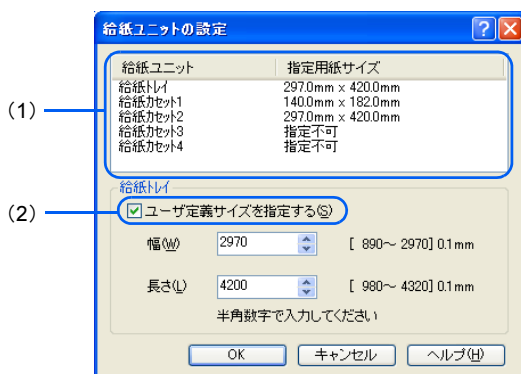 給紙ユニットの設定
給紙ユニット 指定用紙サイズ
給紙トレイ 297.0mm × 420.0mm
給紙カセット1 140.0mm × 182.0mm
給紙カセット2 297.0mm × 420.0mm
給紙カセット3 指定不可
給紙カセット4 指定不可
(1)
給紙トレイ
(2)
ユーザ定義サイズを指定する(S)
幅(W) 2970 [ 890～ 2970] 0.1mm
長さ(L) 4200 [ 980～ 4320] 0.1mm
半角数字で入力してください
OK キャンセル ヘルプ(H)